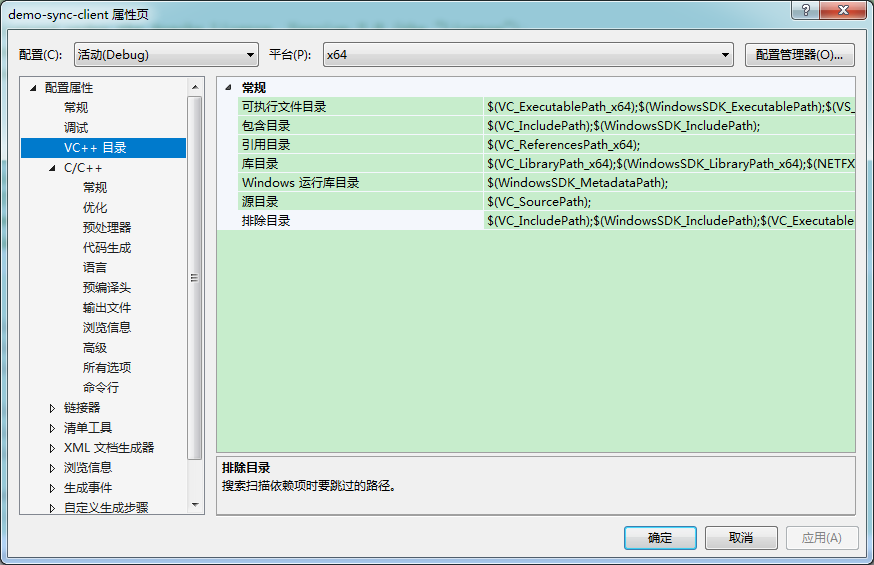 demo-sync-client 属性页
配置(C): 活动(Debug) 平台(P): x64 配置管理器(O)...
配置属性
常规
调试
VC++ 目录
C/C++
常规
优化
预处理器
代码生成
语言
预编译头
输出文件
浏览信息
高级
所有选项
命令行
链接器
清单工具
XML 文档生成器
浏览信息
生成事件
自定义生成步骤
常规
可执行文件目录 $(VC_ExecutablePath_x64);$(WindowsSDK_ExecutablePath);$(VS_
包含目录 $(VC_IncludePath);$(WindowsSDK_IncludePath);
引用目录 $(VC_ReferencesPath_x64);
库目录 $(VC_LibraryPath_x64);$(WindowsSDK_LibraryPath_x64);$(NETFX
Windows 运行库目录 $(WindowsSDK_MetadataPath);
源目录 $(VC_SourcePath);
排除目录 $(VC_IncludePath);$(WindowsSDK_IncludePath);$(VC_Executable
排除目录
搜索扫描依赖项时要跳过的路径。
确定 取消 应用(A)